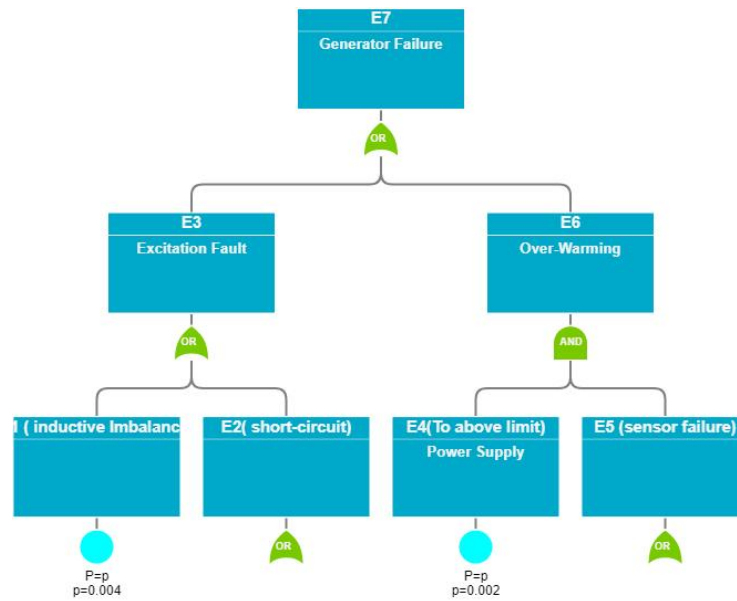 E7
Generator Failure
OR
E3
Excitation Fault
E6
Over-Warming
OR
AND
1 ( inductive Imbalanc
E2( short-circuit)
E4(To above limit)
Power Supply
E5 (sensor failure)
OR
OR
P=p
p=0.004
P=p
p=0.002